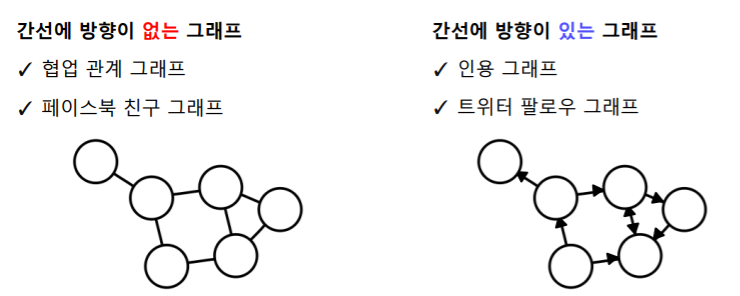 간선에 방향이 없는 그래프
✓ 협업 관계 그래프
✓ 페이스북 친구 그래프
간선에 방향이 있는 그래프
✓ 인용 그래프
✓ 트위터 팔로우 그래프